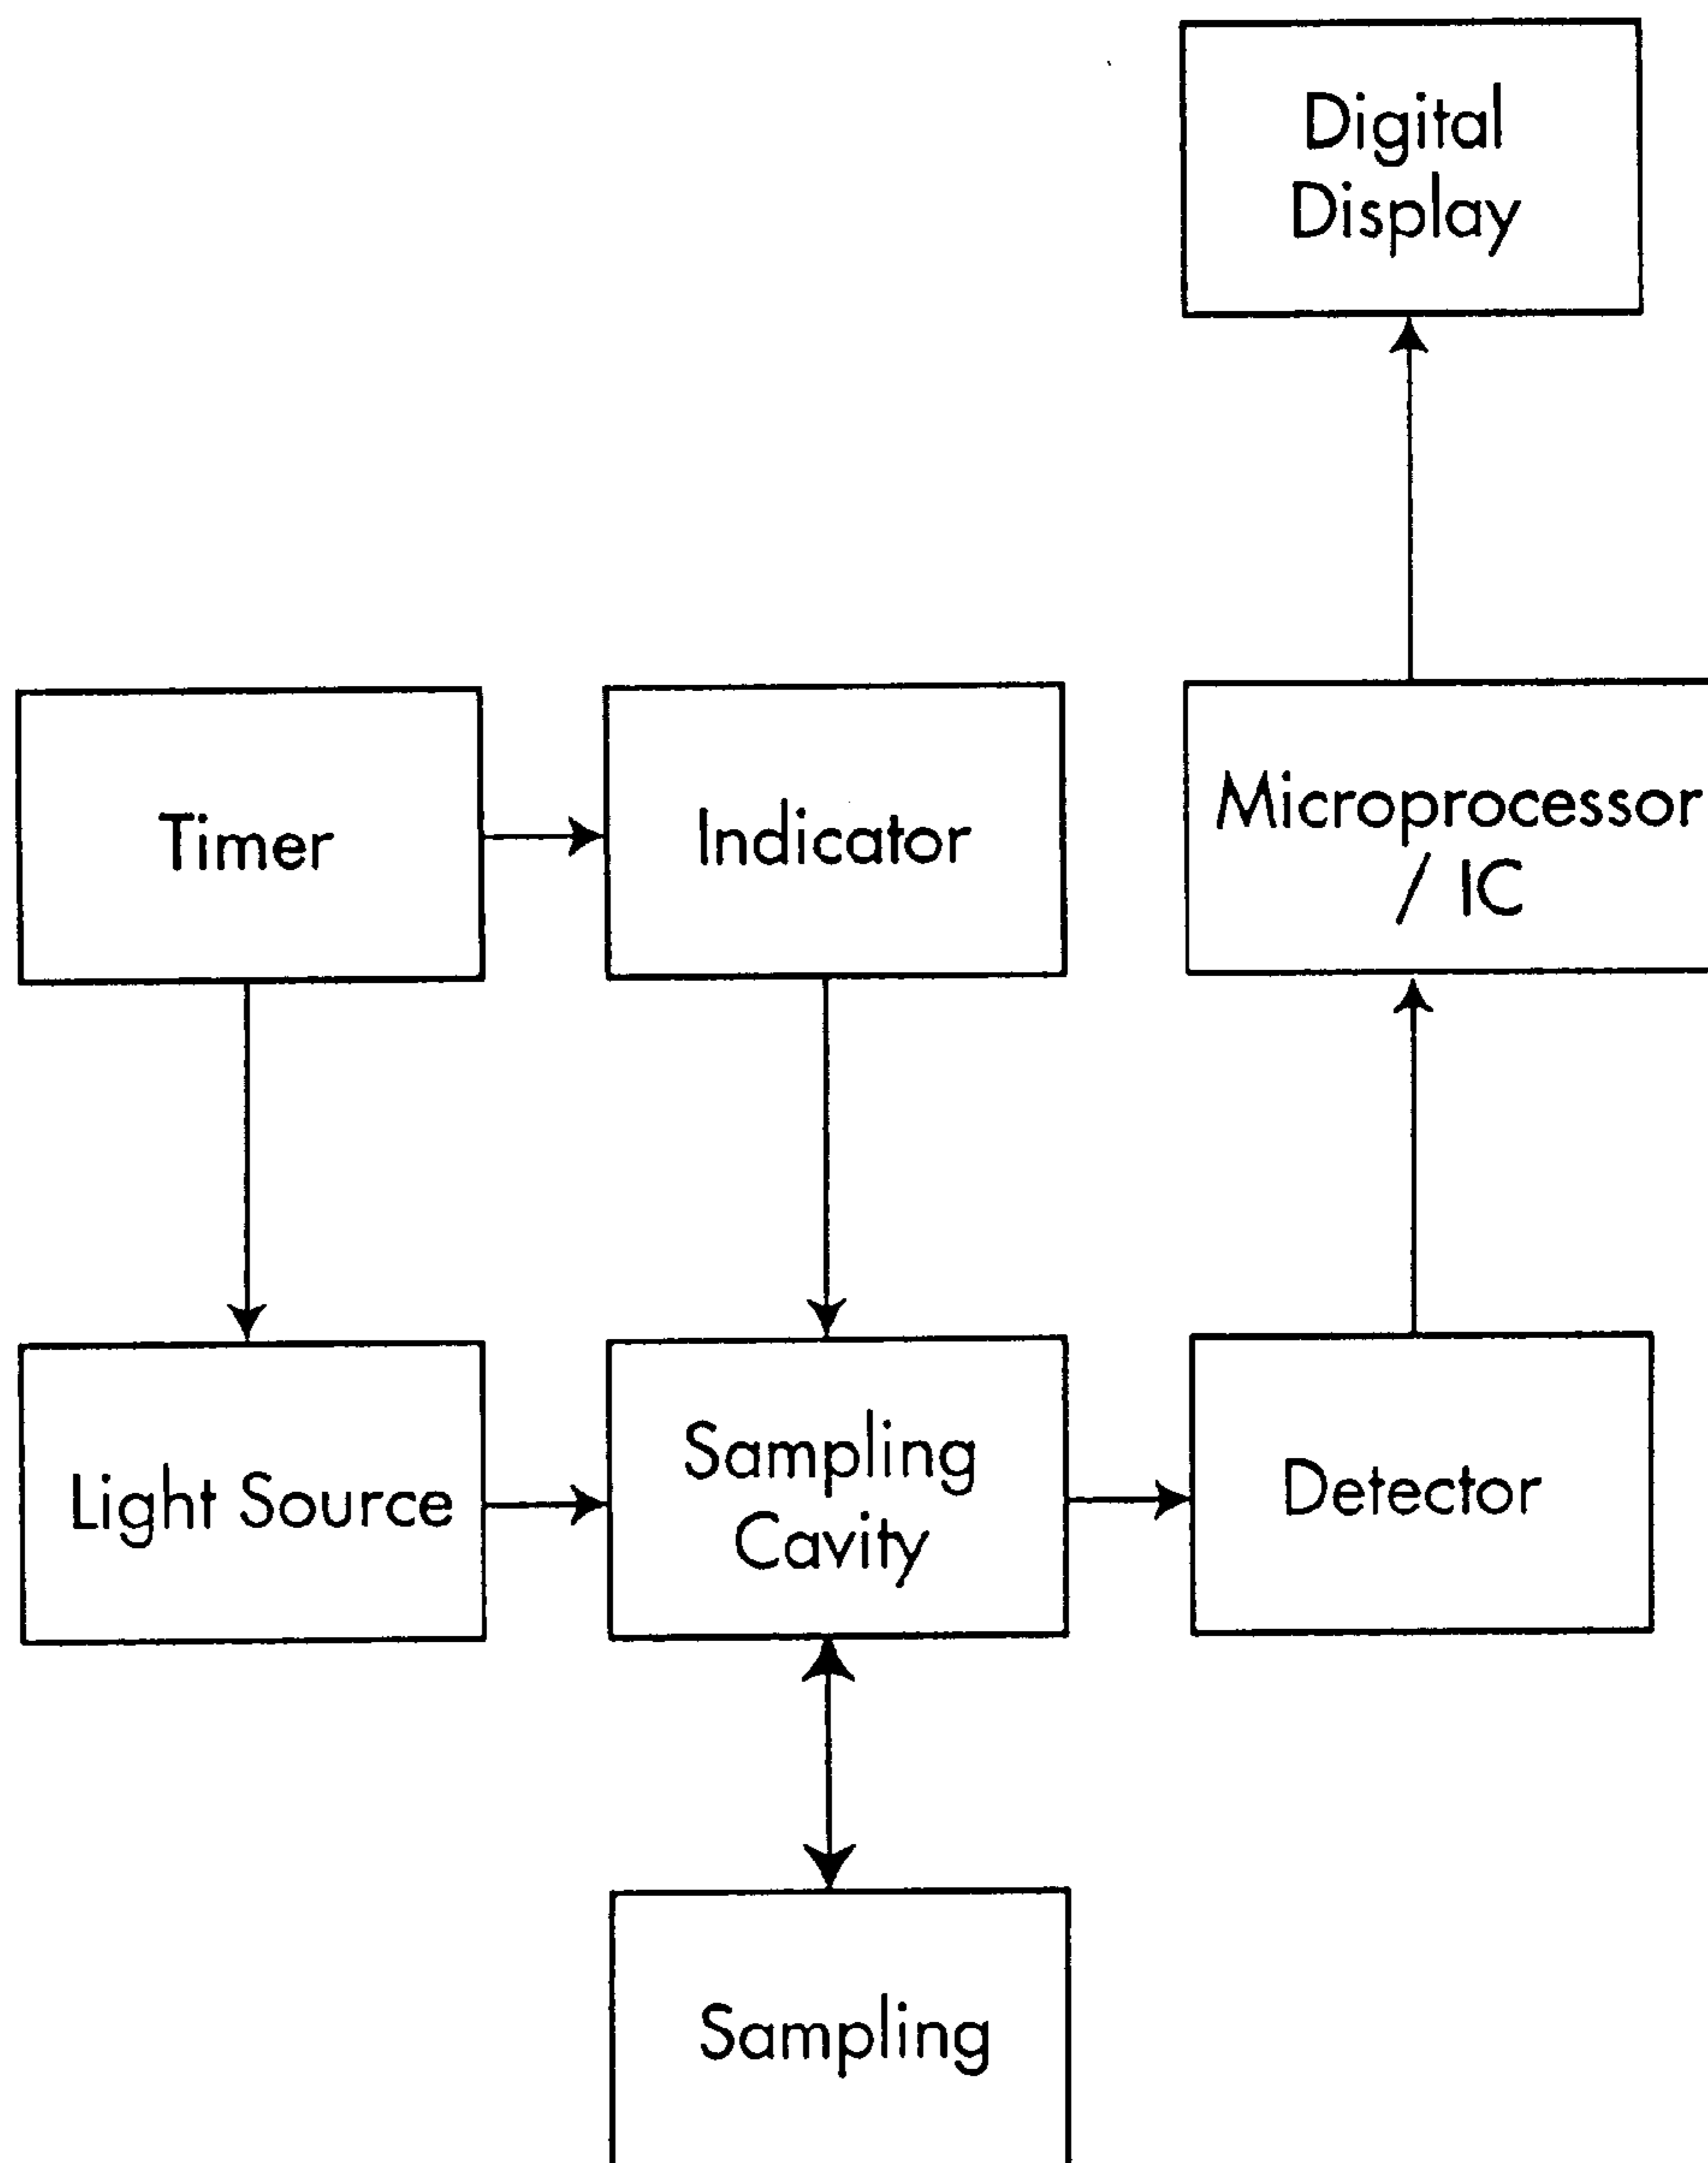 Digital
Display
Timer
Indicator
Microprocessor
/ IC
Light Source
Sampling
Cavity
Detector
Sampling